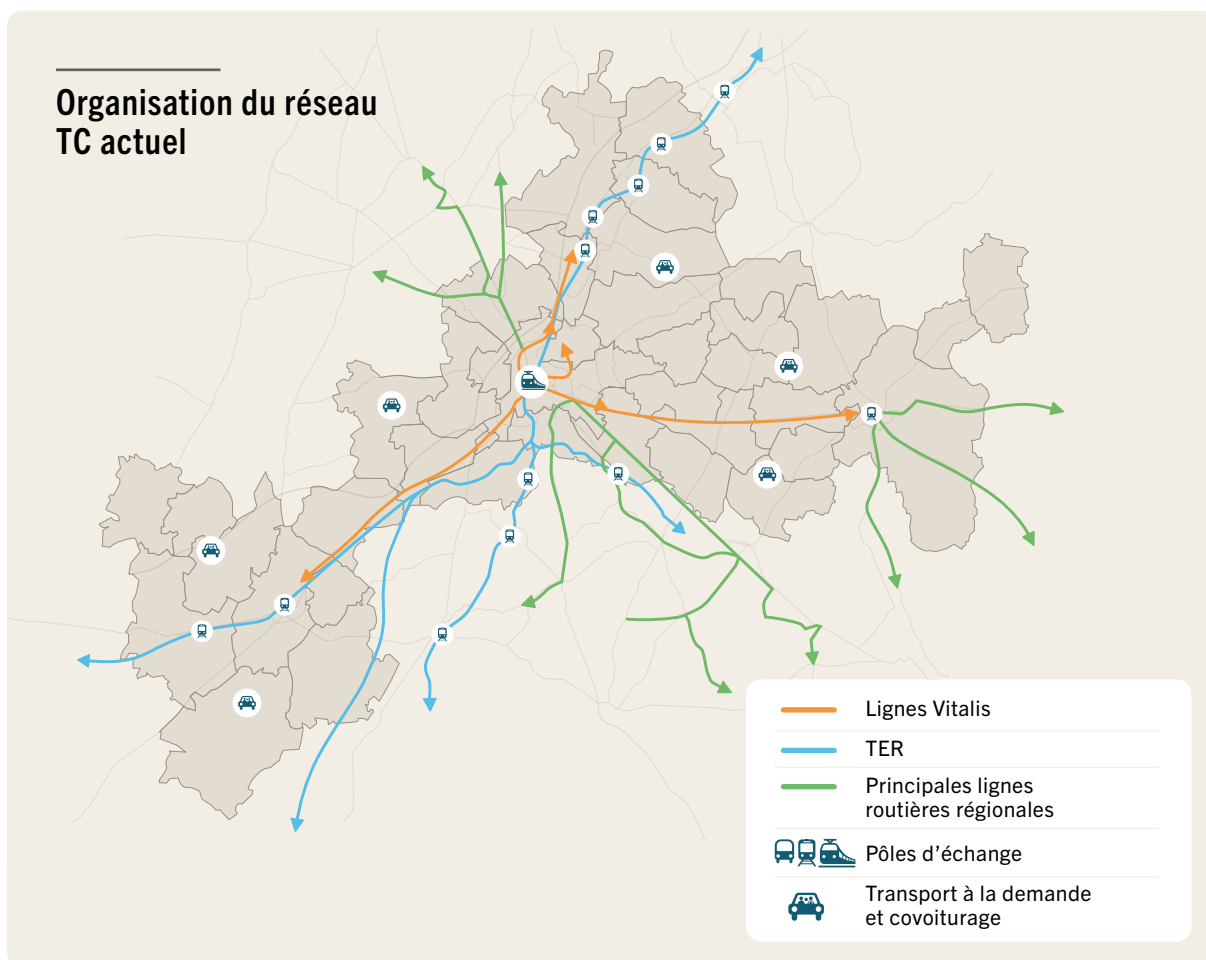 Organisation du réseau
TC actuel
Lignes Vitalis
TER
Principales lignes
routières régionales
Pôles d'échange
Transport à la demande
et covoiturage